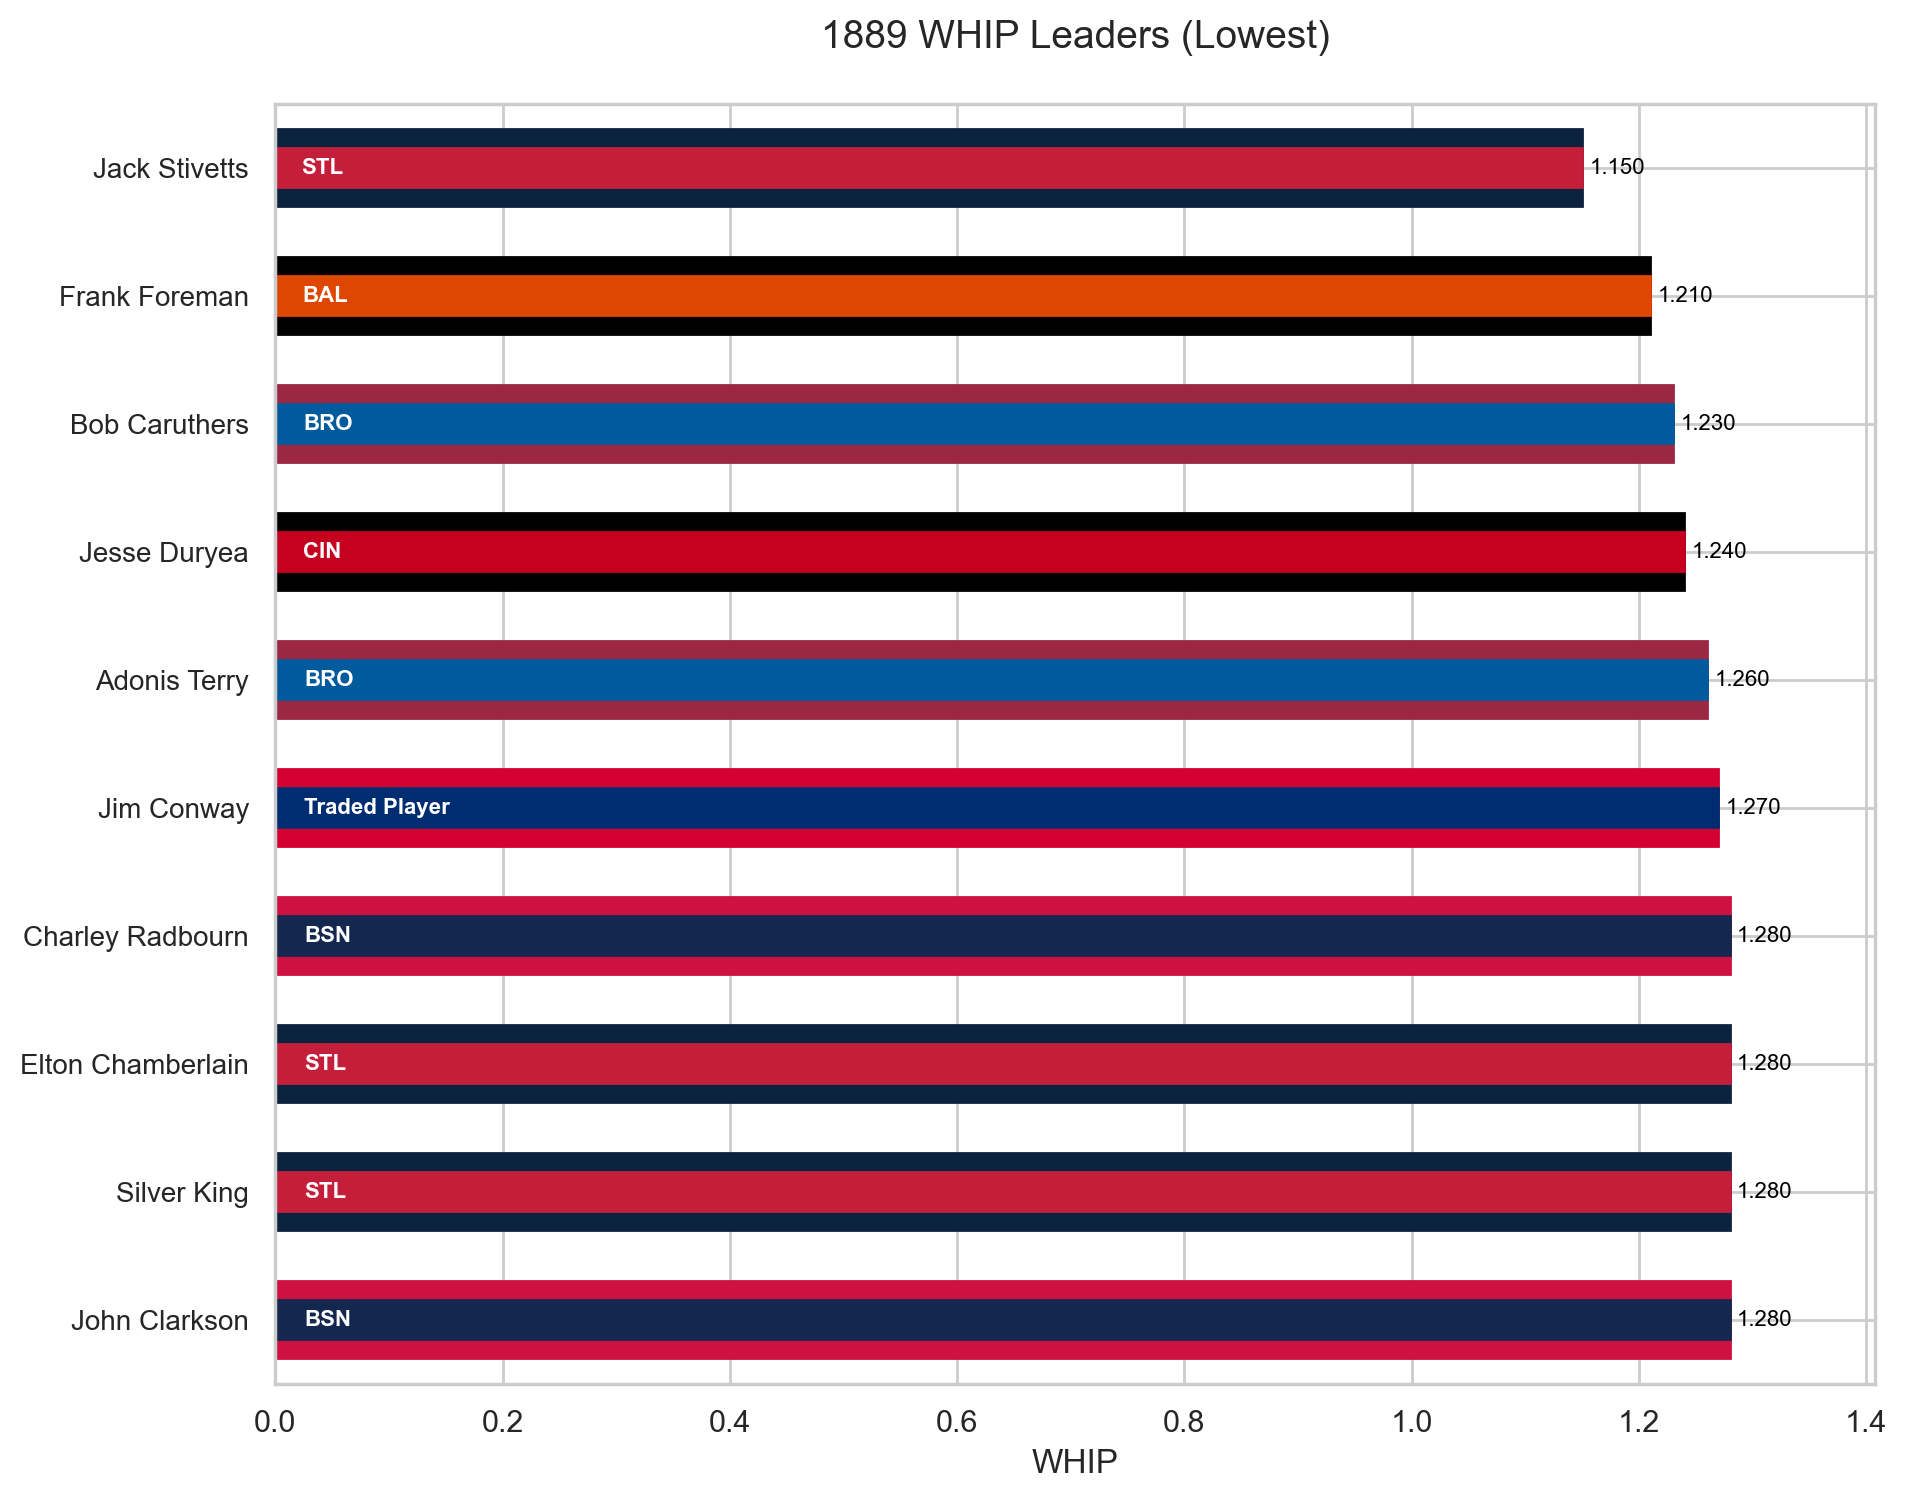 1889 WHIP Leaders (Lowest)
Jack Stivetts STL 1.150
Frank Foreman BAL 1.210
Bob Caruthers BRO 1.230
Jesse Duryea CIN 1.240
Adonis Terry BRO 1.260
Jim Conway Traded Player 1.270
Charley Radbourn BSN 1.280
Elton Chamberlain STL 1.280
Silver King STL 1.280
John Clarkson BSN 1.280
0.0 0.2 0.4 0.6 0.8 1.0 1.2 1.4
WHIP